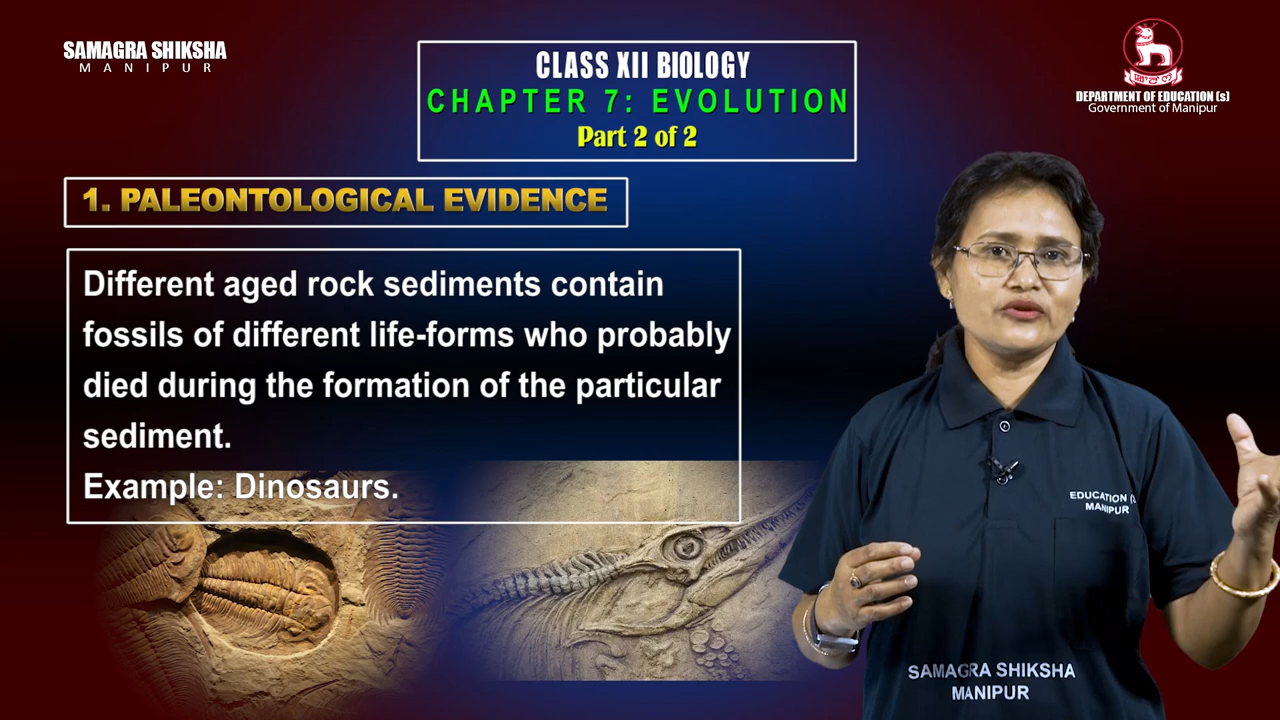 SAMAGRA SHIKSHA
MANIPUR
CLASS XII BIOLOGY
CHAPTER 7: EVOLUTION
Part 2 of 2
DEPARTMENT OF EDUCATION (s)
Government of Manipur
1. PALEONTOLOGICAL EVIDENCE
Different aged rock sediments contain
fossils of different life-forms who probably
died during the formation of the particular
sediment.
Example: Dinosaurs.
EDUCATION (
MANIPUR
SAMAGRA SHIKSHA
MANIPUR